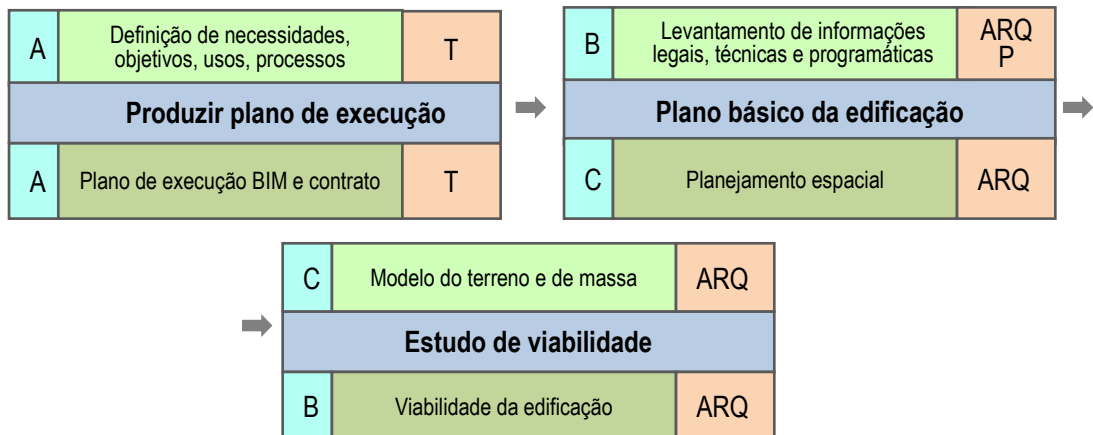 A
Definição de necessidades,
objetivos, usos, processos
T
Produzir plano de execução
A
Plano de execução BIM e contrato
T
B
Levantamento de informações
legais, técnicas e programáticas
ARQ
P
Plano básico da edificação
C
Planejamento espacial
ARQ
C
Modelo do terreno e de massa
ARQ
Estudo de viabilidade
B
Viabilidade da edificação
ARQ